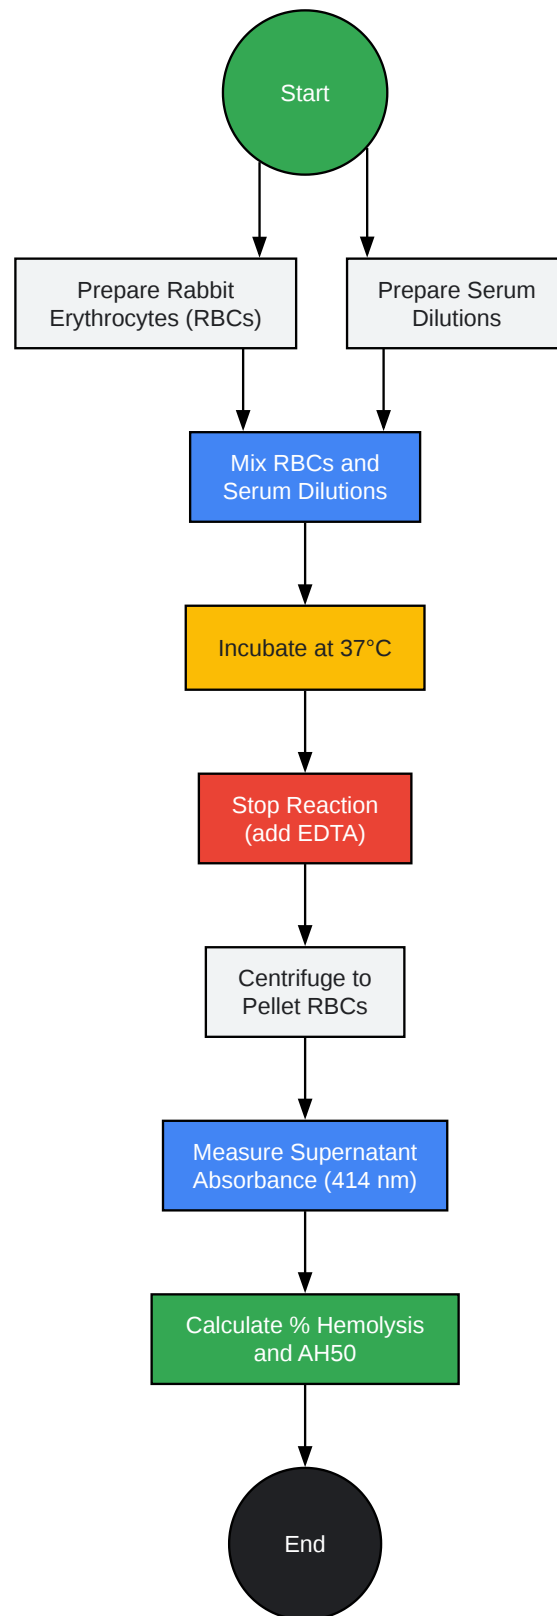 Start
Prepare Rabbit
Erythrocytes (RBCs)
Prepare Serum
Dilutions
Mix RBCs and
Serum Dilutions
Incubate at 37°C
Stop Reaction
(add EDTA)
Centrifuge to
Pellet RBCs
Measure Supernatant
Absorbance (414 nm)
Calculate % Hemolysis
and AH50
End